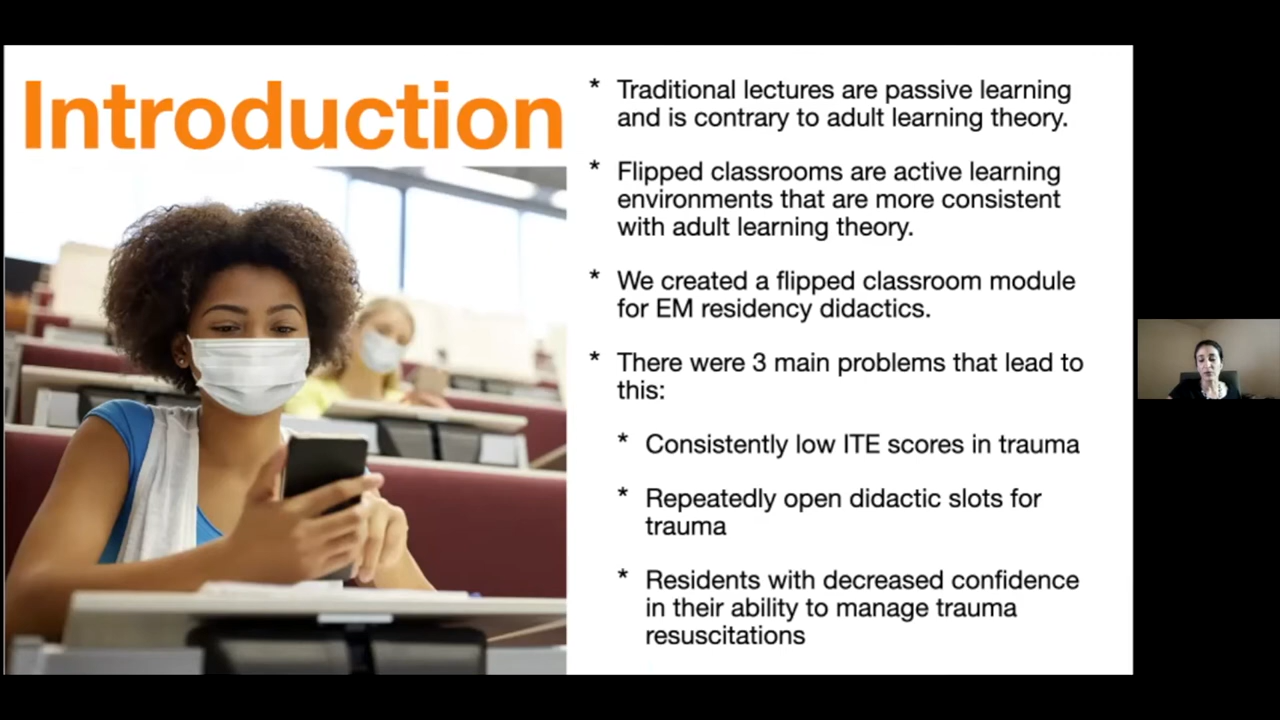 Introduction
* Traditional lectures are passive learning
and is contrary to adult learning theory.
* Flipped classrooms are active learning
environments that are more consistent
with adult learning theory.
* We created a flipped classroom module
for EM residency didactics.
* There were 3 main problems that lead to
this:
* Consistently low ITE scores in trauma
* Repeatedly open didactic slots for
trauma
* Residents with decreased confidence
in their ability to manage trauma
resuscitations